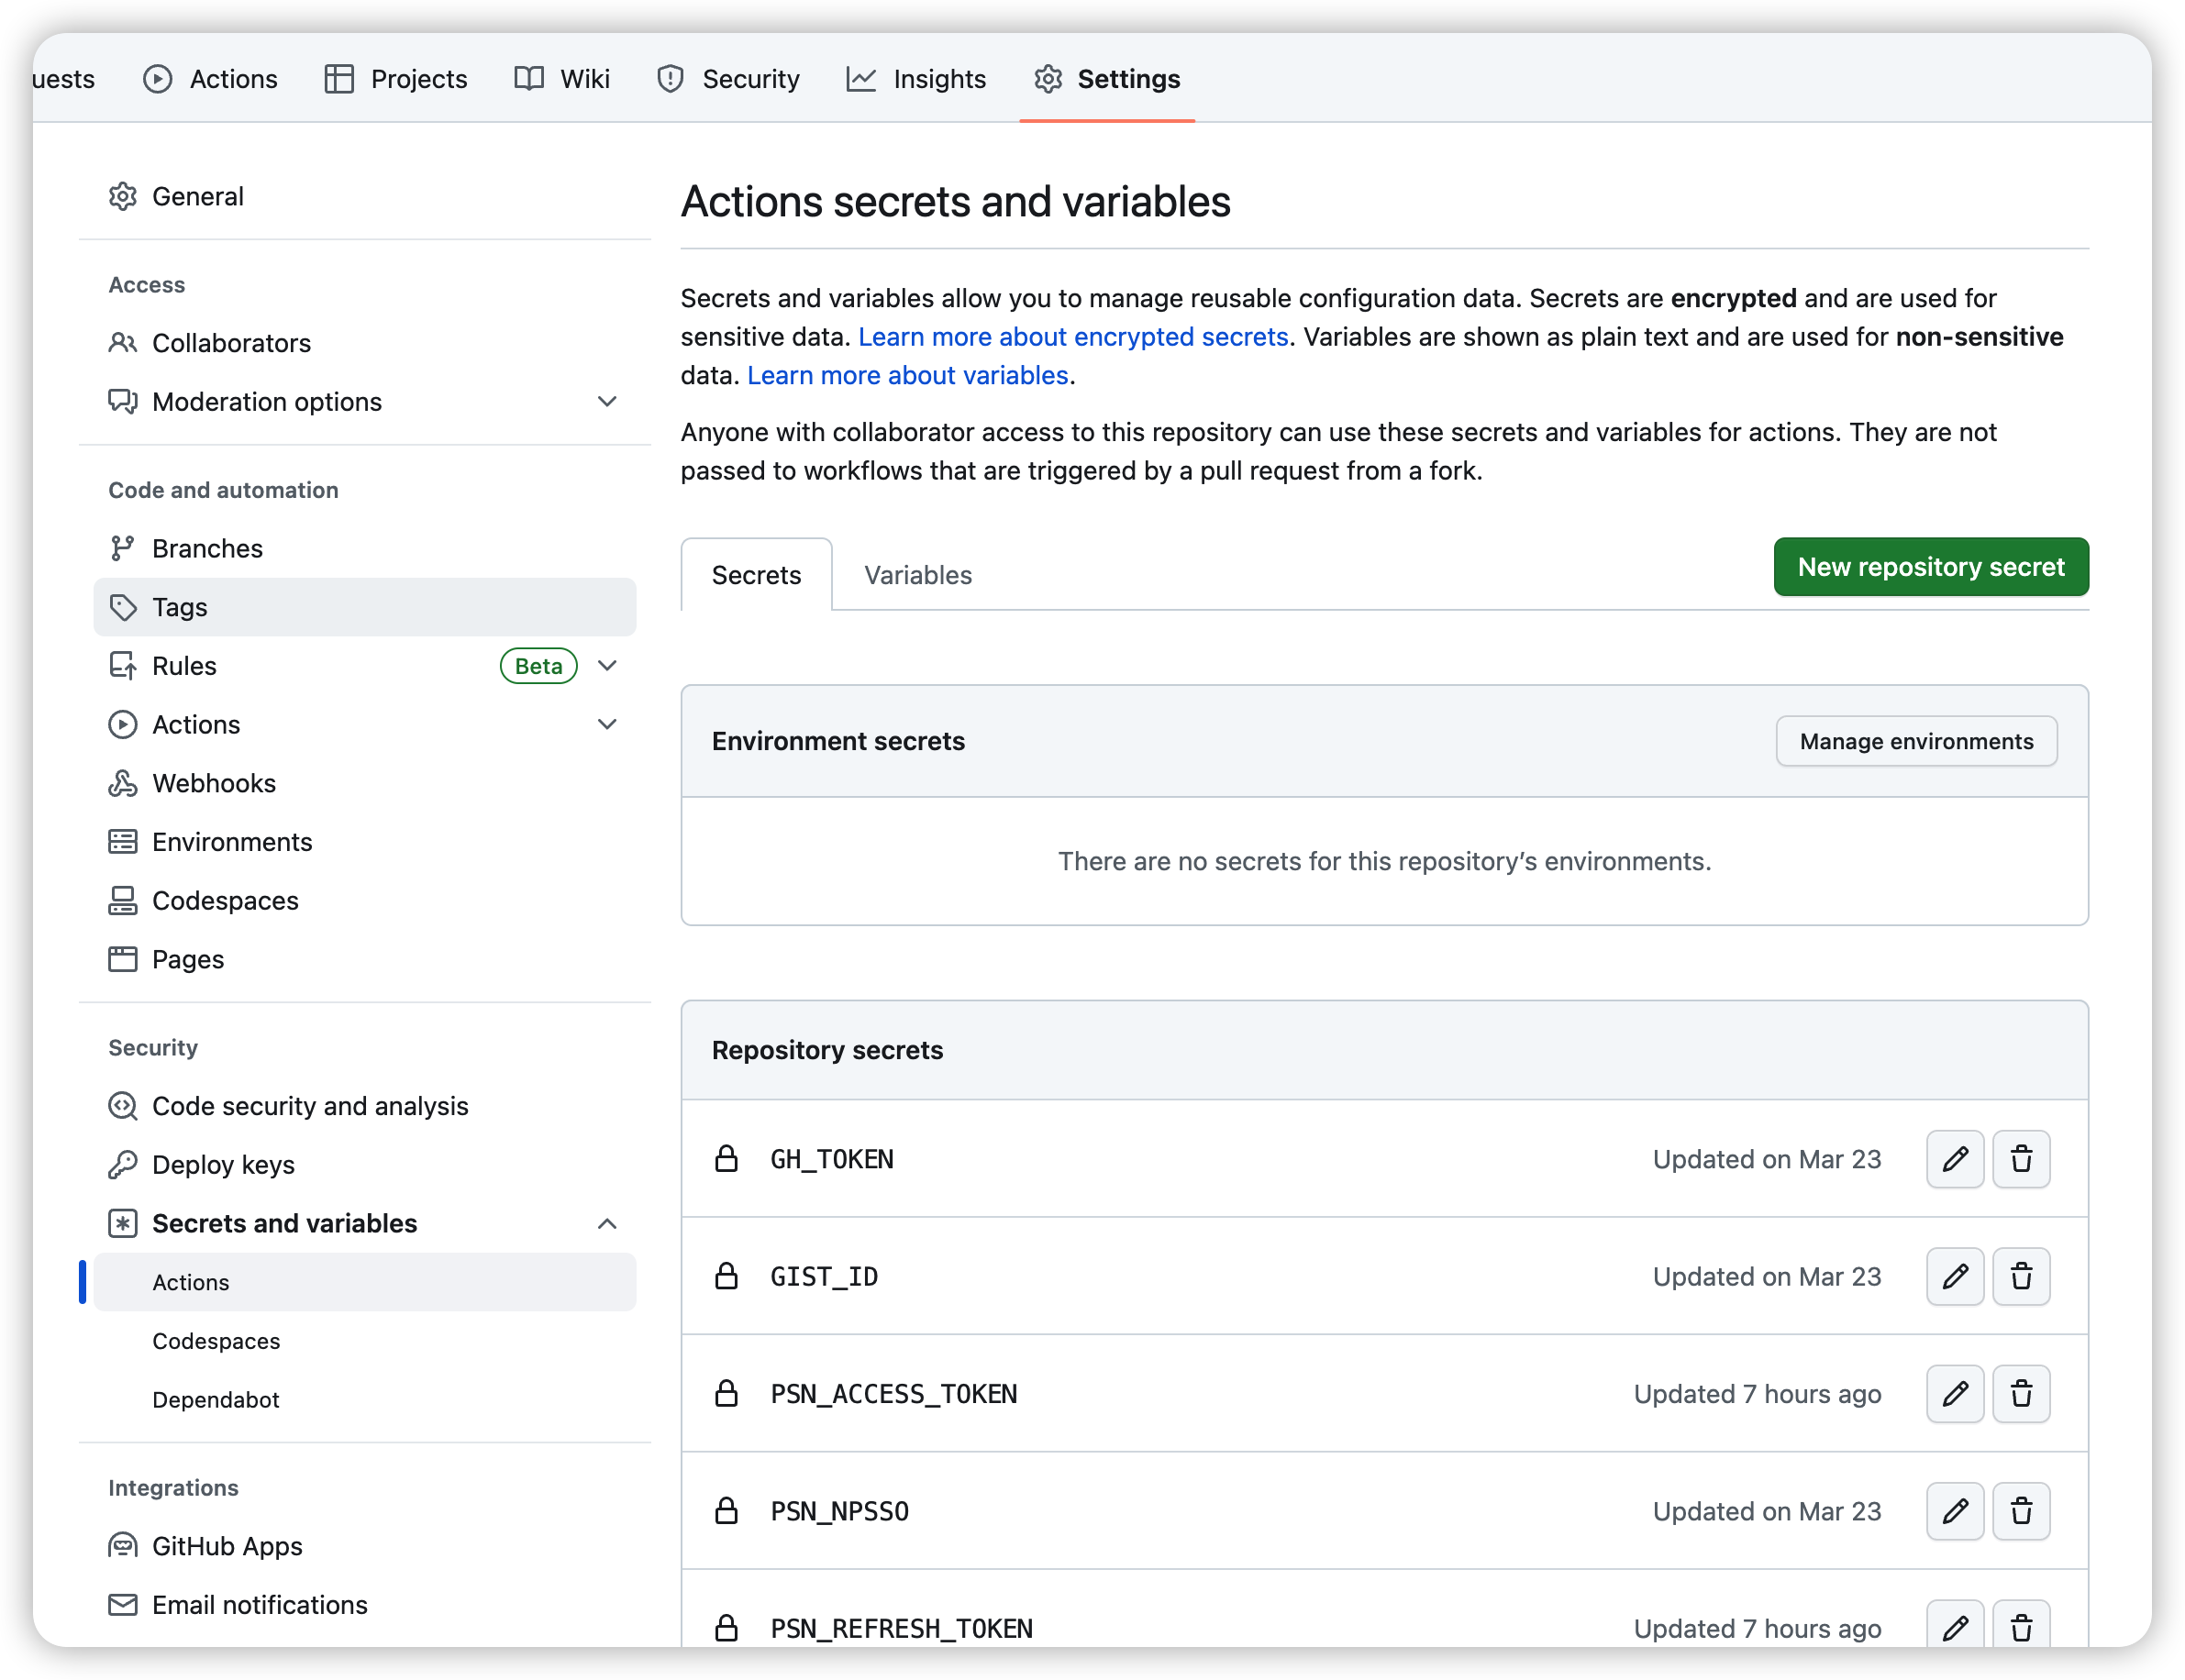 uests Actions Projects Wiki Security Insights Settings
General
Access
Collaborators
Moderation options
Code and automation
Branches
Tags
Rules Beta
Actions
Webhooks
Environments
Codespaces
Pages
Security
Code security and analysis
Deploy keys
Secrets and variables
Actions
Codespaces
Dependabot
Integrations
GitHub Apps
Email notifications
Actions secrets and variables
Secrets and variables allow you to manage reusable configuration data. Secrets are encrypted and are used for
sensitive data. Learn more about encrypted secrets. Variables are shown as plain text and are used for non-sensitive
data. Learn more about variables.
Anyone with collaborator access to this repository can use these secrets and variables for actions. They are not
passed to workflows that are triggered by a pull request from a fork.
Secrets Variables New repository secret
Environment secrets Manage environments
There are no secrets for this repository’s environments.
Repository secrets
GH_TOKEN Updated on Mar 23
GIST_ID Updated on Mar 23
PSN_ACCESS_TOKEN Updated 7 hours ago
PSN_NPSSO Updated on Mar 23
PSN_REFRESH_TOKEN Updated 7 hours ago